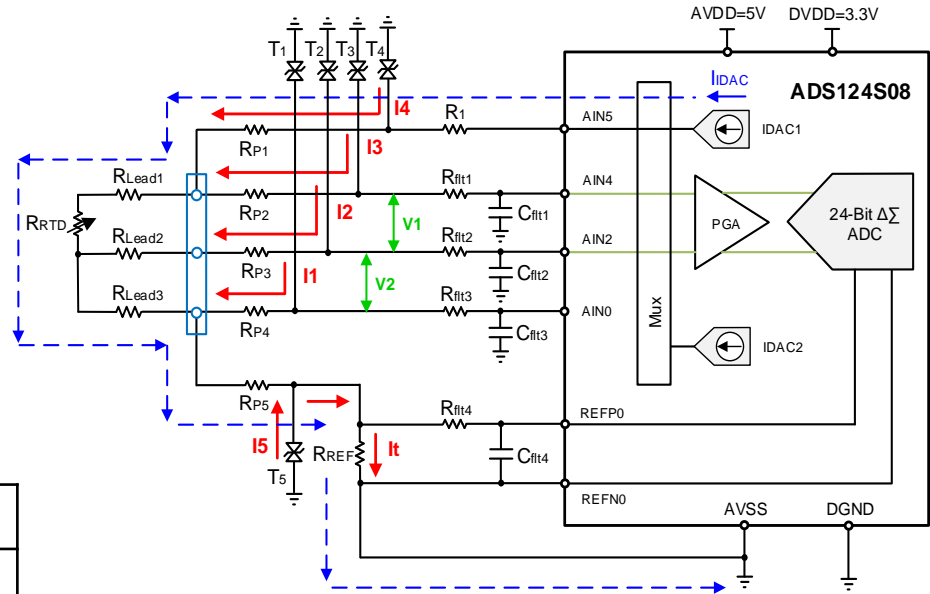 AVDD=5V DVDD=3.3V
T1 T2 T3 T4
IIDAC
ADS124S08
I4
R1
AIN5
IDAC1
RP1
I3
RLead1
Rflt1
AIN4
RP2
I2
Cflt1
RRTD
V1
PGA
24-Bit ΔΣ
ADC
RLead2
Rflt2
AIN2
RP3
I1
Cflt2
V2
RLead3
Rflt3
AIN0
RP4
Mux
Cflt3
IDAC2
RP5
Rflt4
REFP0
I5
RREF
It
Cflt4
T5
REFN0
AVSS DGND